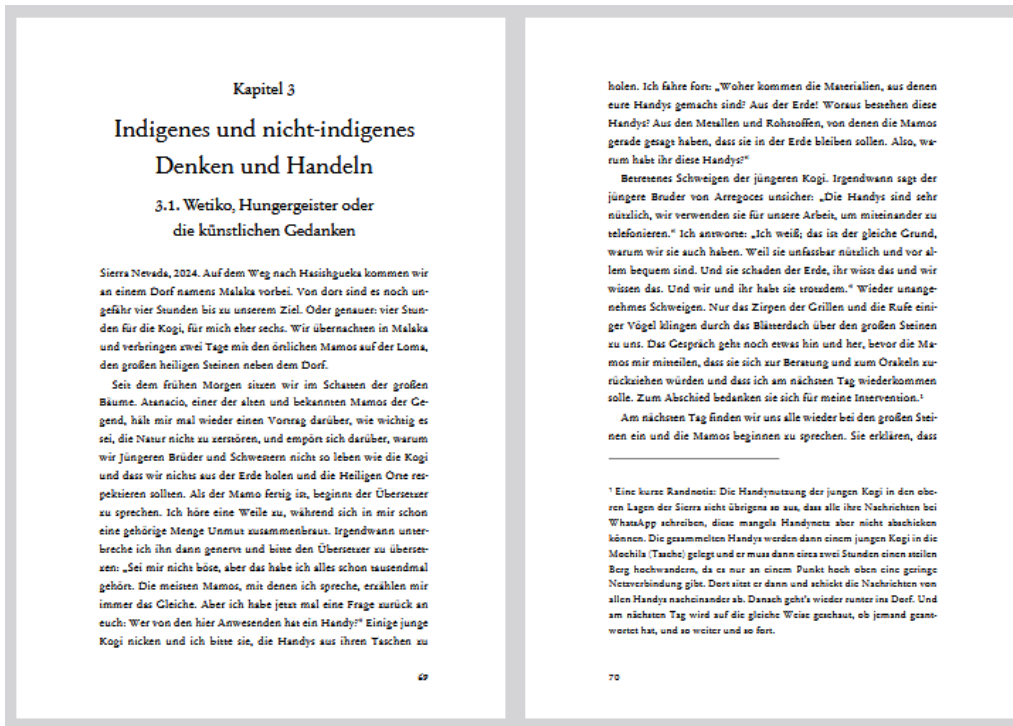 Kapitel 3
Indigenes und nicht-indigenes
Denken und Handeln
3.1. Wetiko, Hungergeister oder
die künstlichen Gedanken
Sierra Nevada, 2024. Auf dem Weg nach Hasishgueka kommen wir
an einem Dorf namens Malaka vorbei. Von dort sind es noch un-
gefähr vier Stunden bis zu unserem Ziel. Oder genauer: vier Stun-
den für die Kogi, für mich eher sechs. Wir übernachten in Malaka
und verbringen zwei Tage mit den örtlichen Mamos auf der Loma,
den großen heiligen Steinen neben dem Dorf.
Seit dem frühen Morgen sitzen wir im Schatten der großen
Bäume. Atanacio, einer der alten und bekannten Mamos der Ge-
gend, hält mir mal wieder einen Vortrag darüber, wie wichtig es
sei, die Natur nicht zu zerstören, und empört sich darüber, warum
wir Jüngeren Brüder und Schwestern nicht so leben wie die Kogi
und dass wir nichts aus der Erde holen und die Heiligen Orte res-
pektieren sollten. Als der Mamo fertig ist, beginnt der Übersetzer
zu sprechen. Ich höre eine Weile zu, während sich in mir schon
eine gehörige Menge Unmut zusammenbraut. Irgendwann unter-
breche ich ihn dann genervt und bitte den Übersetzer zu überset-
zen: „Sei mir nicht böse, aber das habe ich alles schon tausendmal
gehört. Die meisten Mamos, mit denen ich spreche, erzählen mir
immer das Gleiche. Aber ich habe jetzt mal eine Frage zurück an
euch: Wer von den hier Anwesenden hat ein Handy?“ Einige junge
Kogi nicken und ich bitte sie, die Handys aus ihren Taschen zu
69
holen. Ich fahre fort: „Woher kommen die Materialien, aus denen
eure Handys gemacht sind? Aus der Erde! Woraus bestehen diese
Handys? Aus den Metallen und Rohstoffen, von denen die Mamos
gerade gesagt haben, dass sie in der Erde bleiben sollen. Also, wa-
rum habt ihr diese Handys?“
Betretenes Schweigen der jüngeren Kogi. Irgendwann sagt der
jüngere Bruder von Arregoces unsicher: „Die Handys sind sehr
nützlich, wir verwenden sie für unsere Arbeit, um miteinander zu
telefonieren.“ Ich antworte: „Ich weiß; das ist der gleiche Grund,
warum wir sie auch haben. Weil sie unfassbar nützlich und vor al-
lem bequem sind. Und sie schaden der Erde, ihr wisst das und wir
wissen das. Und wir und ihr habt sie trotzdem.“ Wieder unange-
nehmes Schweigen. Nur das Zirpen der Grillen und die Rufe eini-
ger Vögel klingen durch das Blätterdach über den großen Steinen
zu uns. Das Gespräch geht noch etwas hin und her, bevor die Ma-
mos mir mitteilen, dass sie sich zur Beratung und zum Orakeln zu-
rückziehen würden und dass ich am nächsten Tag wiederkommen
solle. Zum Abschied bedanken sie sich für meine Intervention.¹
Am nächsten Tag finden wir uns alle wieder bei den großen Stei-
nen ein und die Mamos beginnen zu sprechen. Sie erklären, dass
¹ Eine kurze Randnotiz: Die Handynutzung der jungen Kogi in den obe-
ren Lagen der Sierra sieht übrigens so aus, dass alle ihre Nachrichten bei
WhatsApp schreiben, diese mangels Handynetz aber nicht abschicken
können. Die gesammelten Handys werden dann einem jungen Kogi in die
Mochila (Tasche) gelegt und er muss dann circa zwei Stunden einen steilen
Berg hochwandern, da es nur an einem Punkt hoch oben eine geringe
Netzverbindung gibt. Dort sitzt er dann und schickt die Nachrichten von
allen Handys nacheinander ab. Danach geht's wieder runter ins Dorf. Und
am nächsten Tag wird auf die gleiche Weise geschaut, ob jemand geant-
wortet hat, und so weiter und so fort.
70